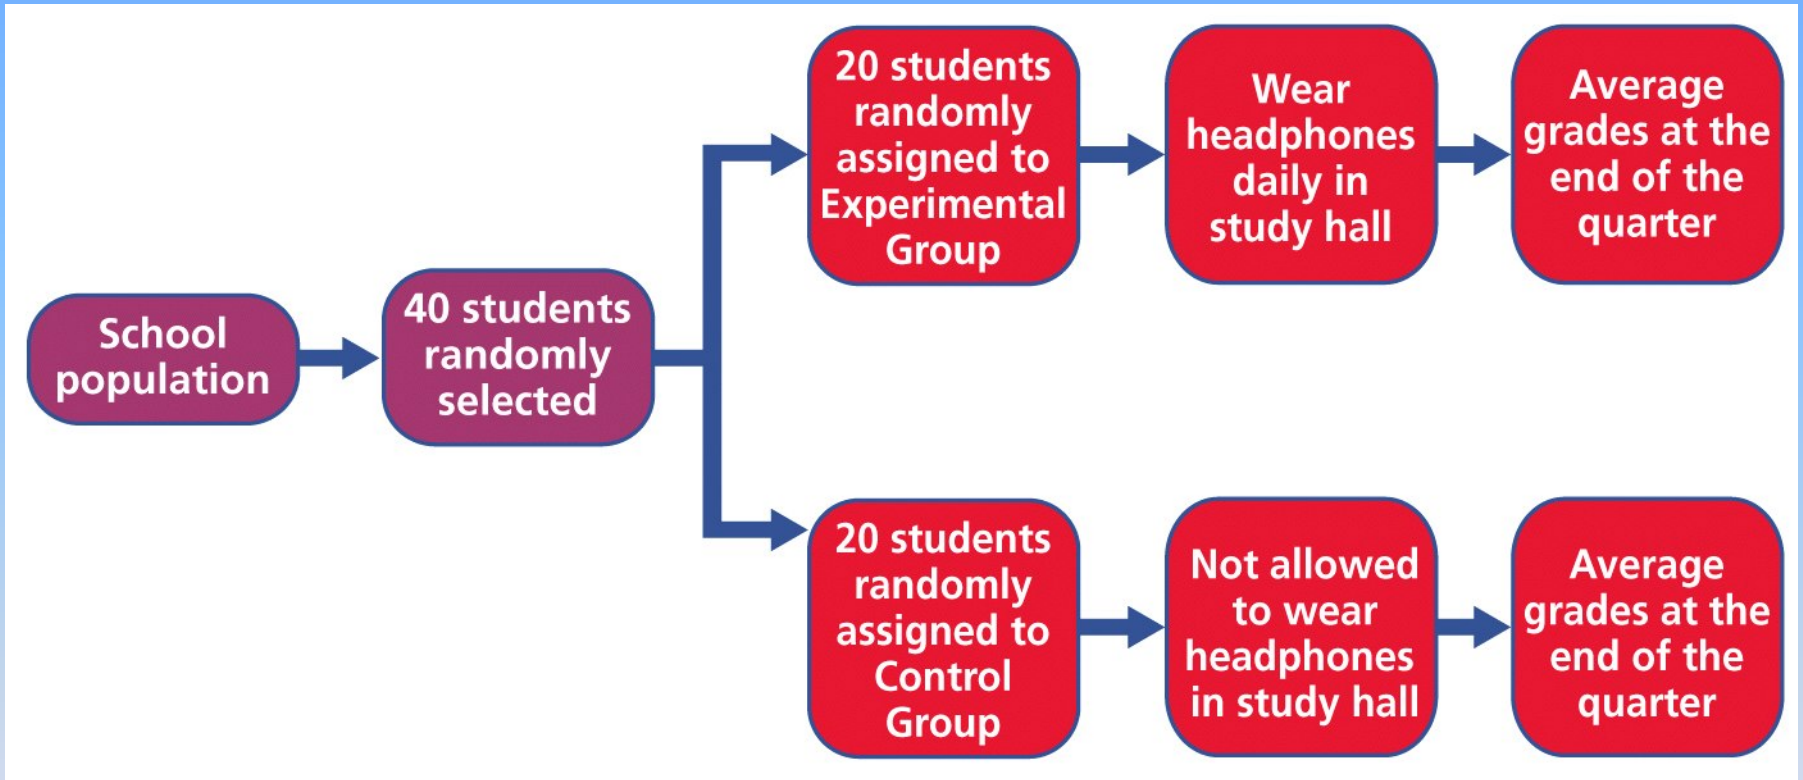 School
population
40 students
randomly
selected
20 students
randomly
assigned to
Experimental
Group
Wear
headphones
daily in
study hall
Average
grades at the
end of the
quarter
20 students
randomly
assigned to
Control
Group
Not allowed
to wear
headphones
in study hall
Average
grades at the
end of the
quarter